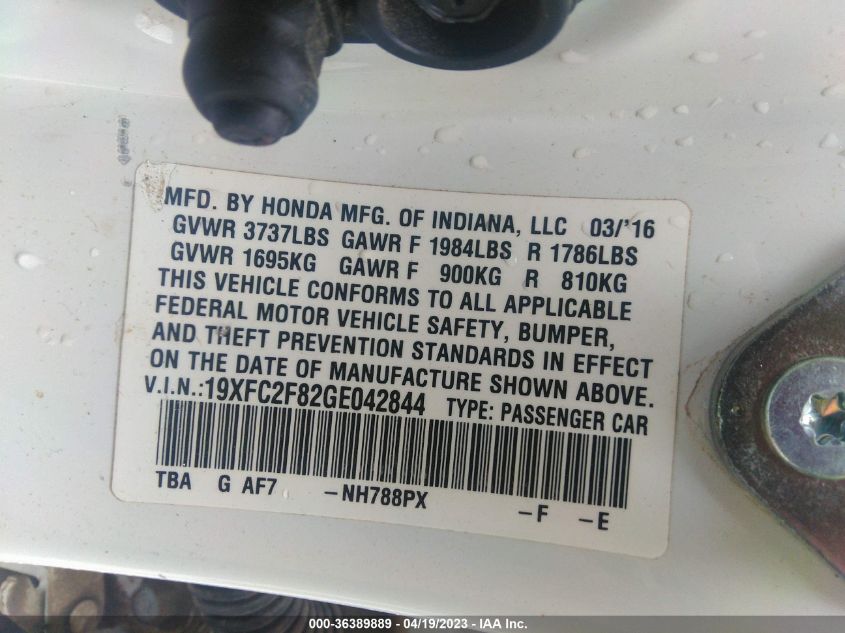 MFD. BY HONDA MFG. OF INDIANA, LLC 03/'16
GVWR 3737LBS GAWR F 1984LBS R 1786LBS
GVWR 1695KG GAWR F 900KG R 810KG
THIS VEHICLE CONFORMS TO ALL APPLICABLE
FEDERAL MOTOR VEHICLE SAFETY, BUMPER,
AND THEFT PREVENTION STANDARDS IN EFFECT
ON THE DATE OF MANUFACTURE SHOWN ABOVE.
V.I.N.:19XFC2F82GE042844 TYPE: PASSENGER CAR
TBA G AF7 -NH788PX -F -E
000-36389889 - 04/19/2023 - IAA Inc.